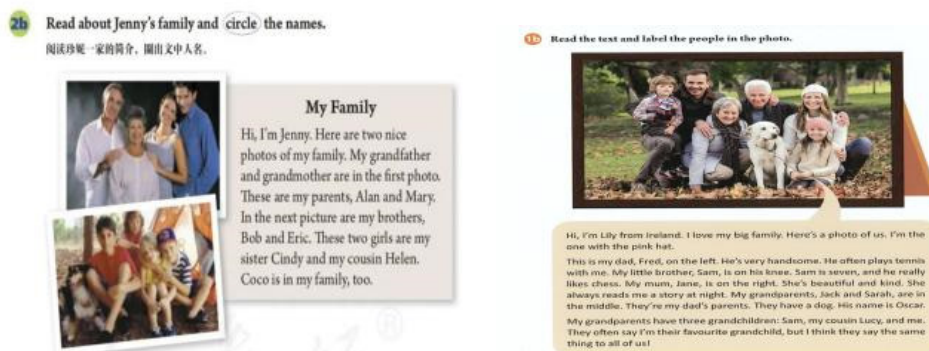 2b Read about Jenny's family and circle the names.
阅读珍妮一家的简介，圈出文中人名。
My Family
Hi, I'm Jenny. Here are two nice
photos of my family. My grandfather
and grandmother are in the first photo.
These are my parents, Alan and Mary.
In the next picture are my brothers,
Bob and Eric. These two girls are my
sister Cindy and my cousin Helen.
Coco is in my family, too.
1b Read the text and label the people in the photo.
Hi, I'm Lily from Ireland. I love my big family. Here's a photo of us. I'm the
one with the pink hat.
This is my dad, Fred, on the left. He's very handsome. He often plays tennis
with me. My little brother, Sam, is on his knee. Sam is seven, and he really
likes chess. My mum, Jane, is on the right. She's beautiful and kind. She
always reads me a story at night. My grandparents, Jack and Sarah, are in
the middle. They're my dad's parents. They have a dog. His name is Oscar.
My grandparents have three grandchildren: Sam, my cousin Lucy, and me.
They often say I'm their favourite grandchild, but I think they say the same
thing to all of us!